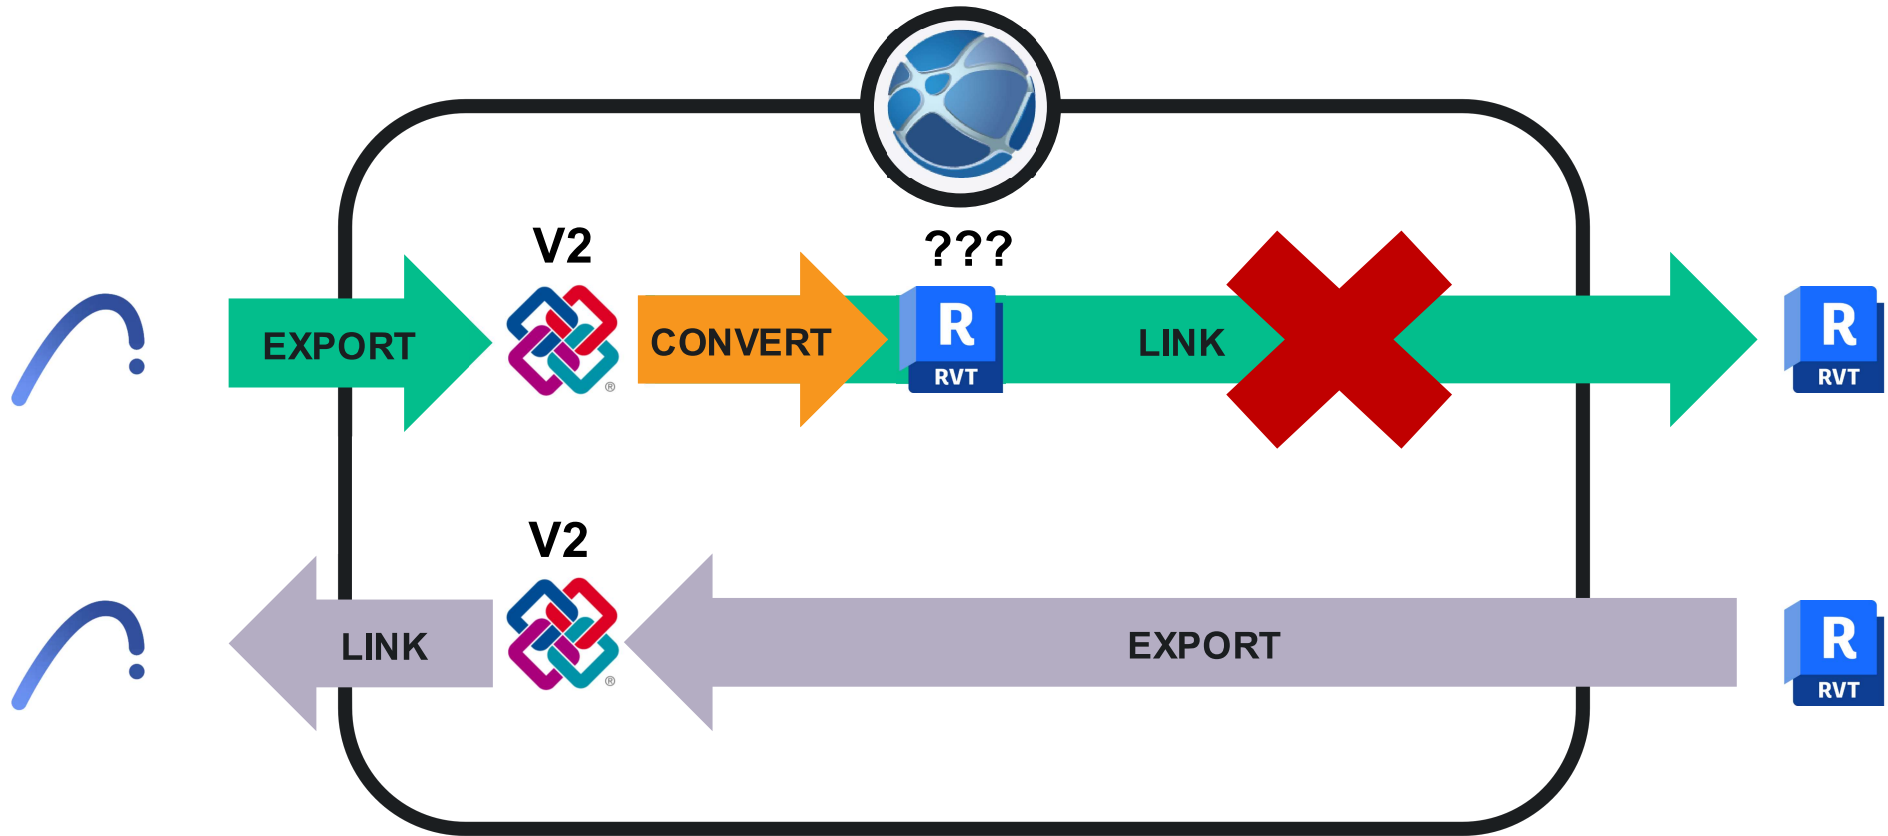 V2
???
EXPORT
®
CONVERT
R
RVT
LINK
R
RVT
V2
LINK
®
EXPORT
R
RVT